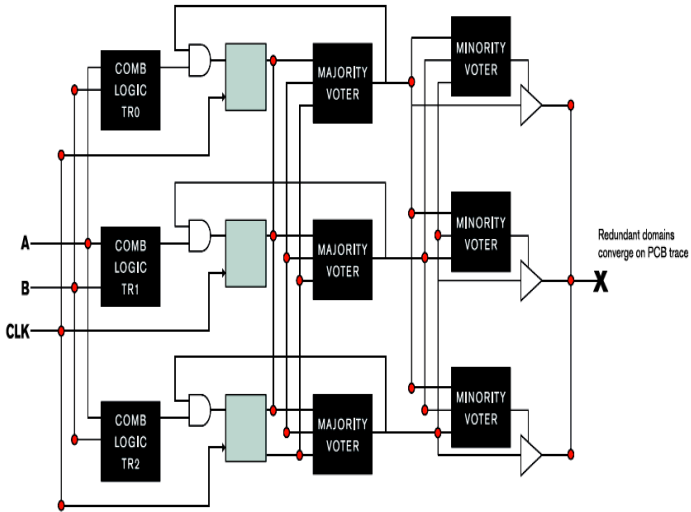 COMB
LOGIC
TR0
MAJORITY
VOTER
MINORITY
VOTER
A
B
CLK
COMB
LOGIC
TR1
MAJORITY
VOTER
MINORITY
VOTER
Redundant domains
converge on PCB trace
X
COMB
LOGIC
TR2
MAJORITY
VOTER
MINORITY
VOTER